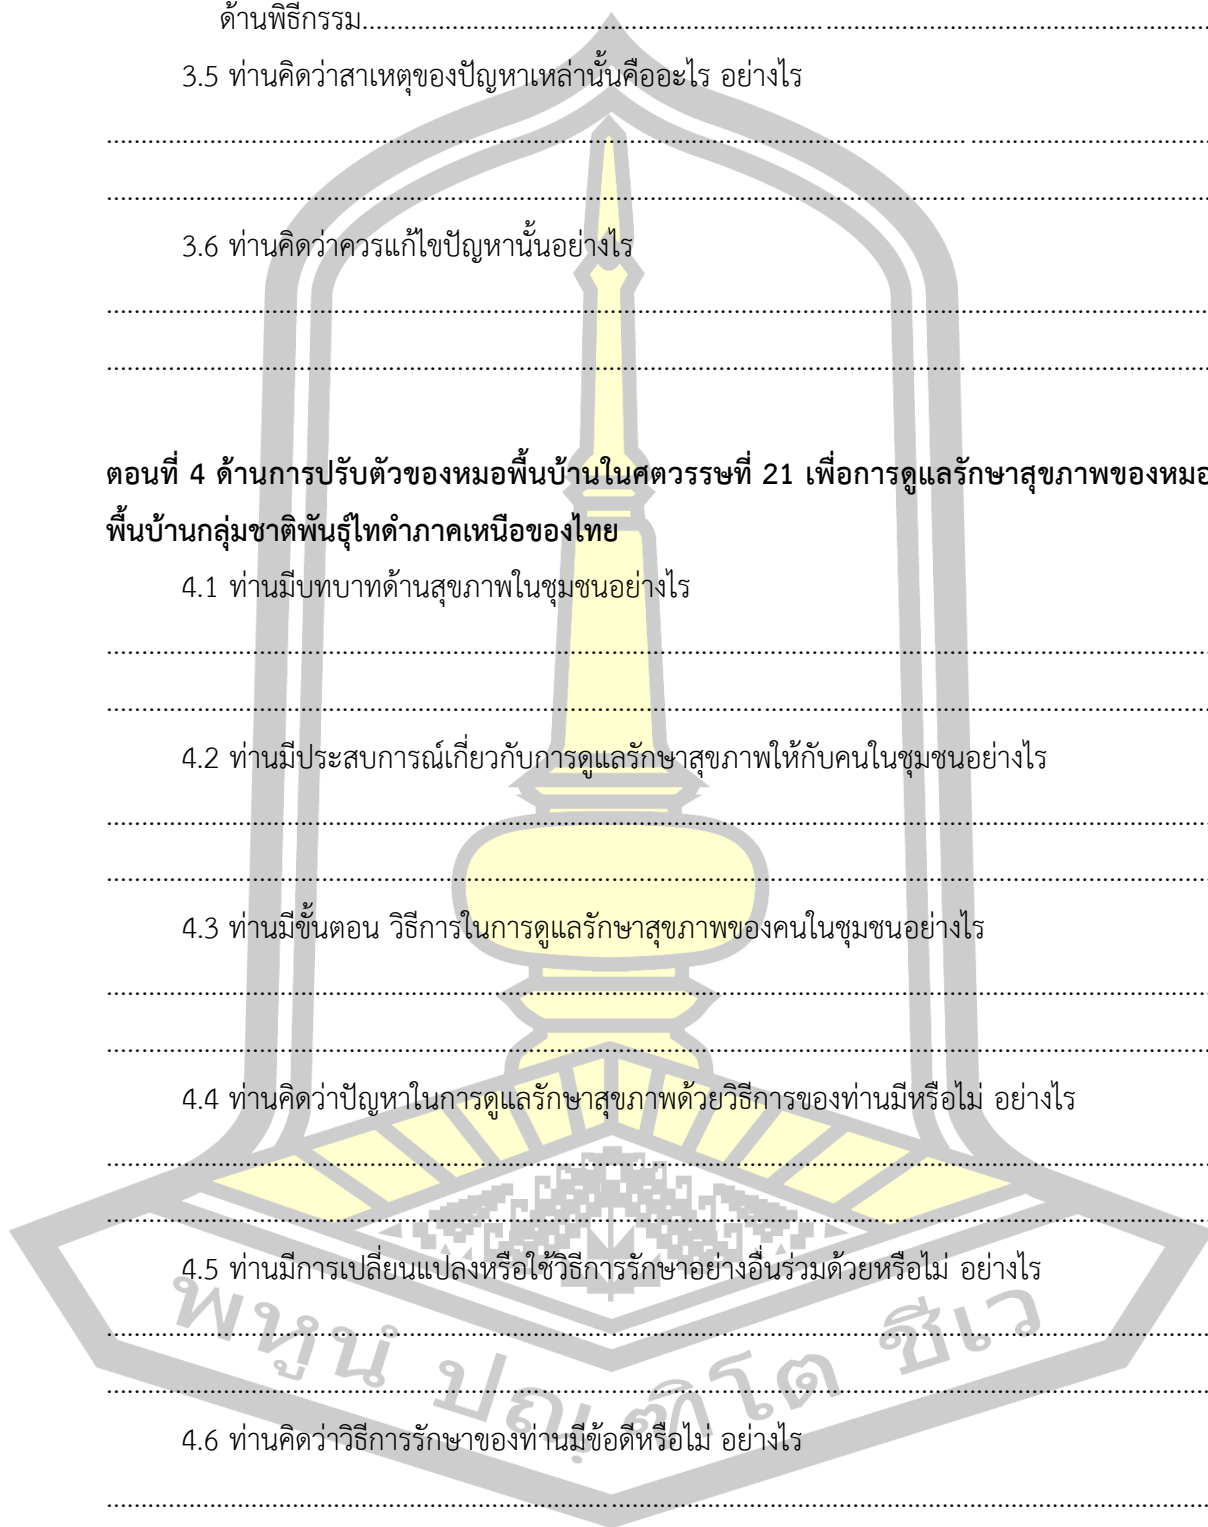 ด้านพิธีกรรม........................................................................................................................
3.5 ท่านคิดว่าสาเหตุของปัญหาเหล่านั้นคืออะไร อย่างไร
................................................................................................................................................
................................................................................................................................................
3.6 ท่านคิดว่าควรแก้ไขปัญหานั้นอย่างไร
................................................................................................................................................
................................................................................................................................................
ตอนที่ 4 ด้านการปรับตัวของหมอพื้นบ้านในศตวรรษที่ 21 เพื่อการดูแลรักษาสุขภาพของหมอ
พื้นบ้านกลุ่มชาติพันธุ์ไทดำภาคเหนือของไทย
4.1 ท่านมีบทบาทด้านสุขภาพในชุมชนอย่างไร
................................................................................................................................................
................................................................................................................................................
4.2 ท่านมีประสบการณ์เกี่ยวกับการดูแลรักษาสุขภาพให้กับคนในชุมชนอย่างไร
................................................................................................................................................
................................................................................................................................................
4.3 ท่านมีขั้นตอน วิธีการในการดูแลรักษาสุขภาพของคนในชุมชนอย่างไร
................................................................................................................................................
................................................................................................................................................
4.4 ท่านคิดว่าปัญหาในการดูแลรักษาสุขภาพด้วยวิธีการของท่านมีหรือไม่ อย่างไร
................................................................................................................................................
................................................................................................................................................
4.5 ท่านมีการเปลี่ยนแปลงหรือใช้วิธีการรักษาอย่างอื่นร่วมด้วยหรือไม่ อย่างไร
................................................................................................................................................
................................................................................................................................................
พหูนํ ปณฺฑิโต ชีเว
4.6 ท่านคิดว่าวิธีการรักษาของท่านมีข้อดีหรือไม่ อย่างไร
................................................................................................................................................